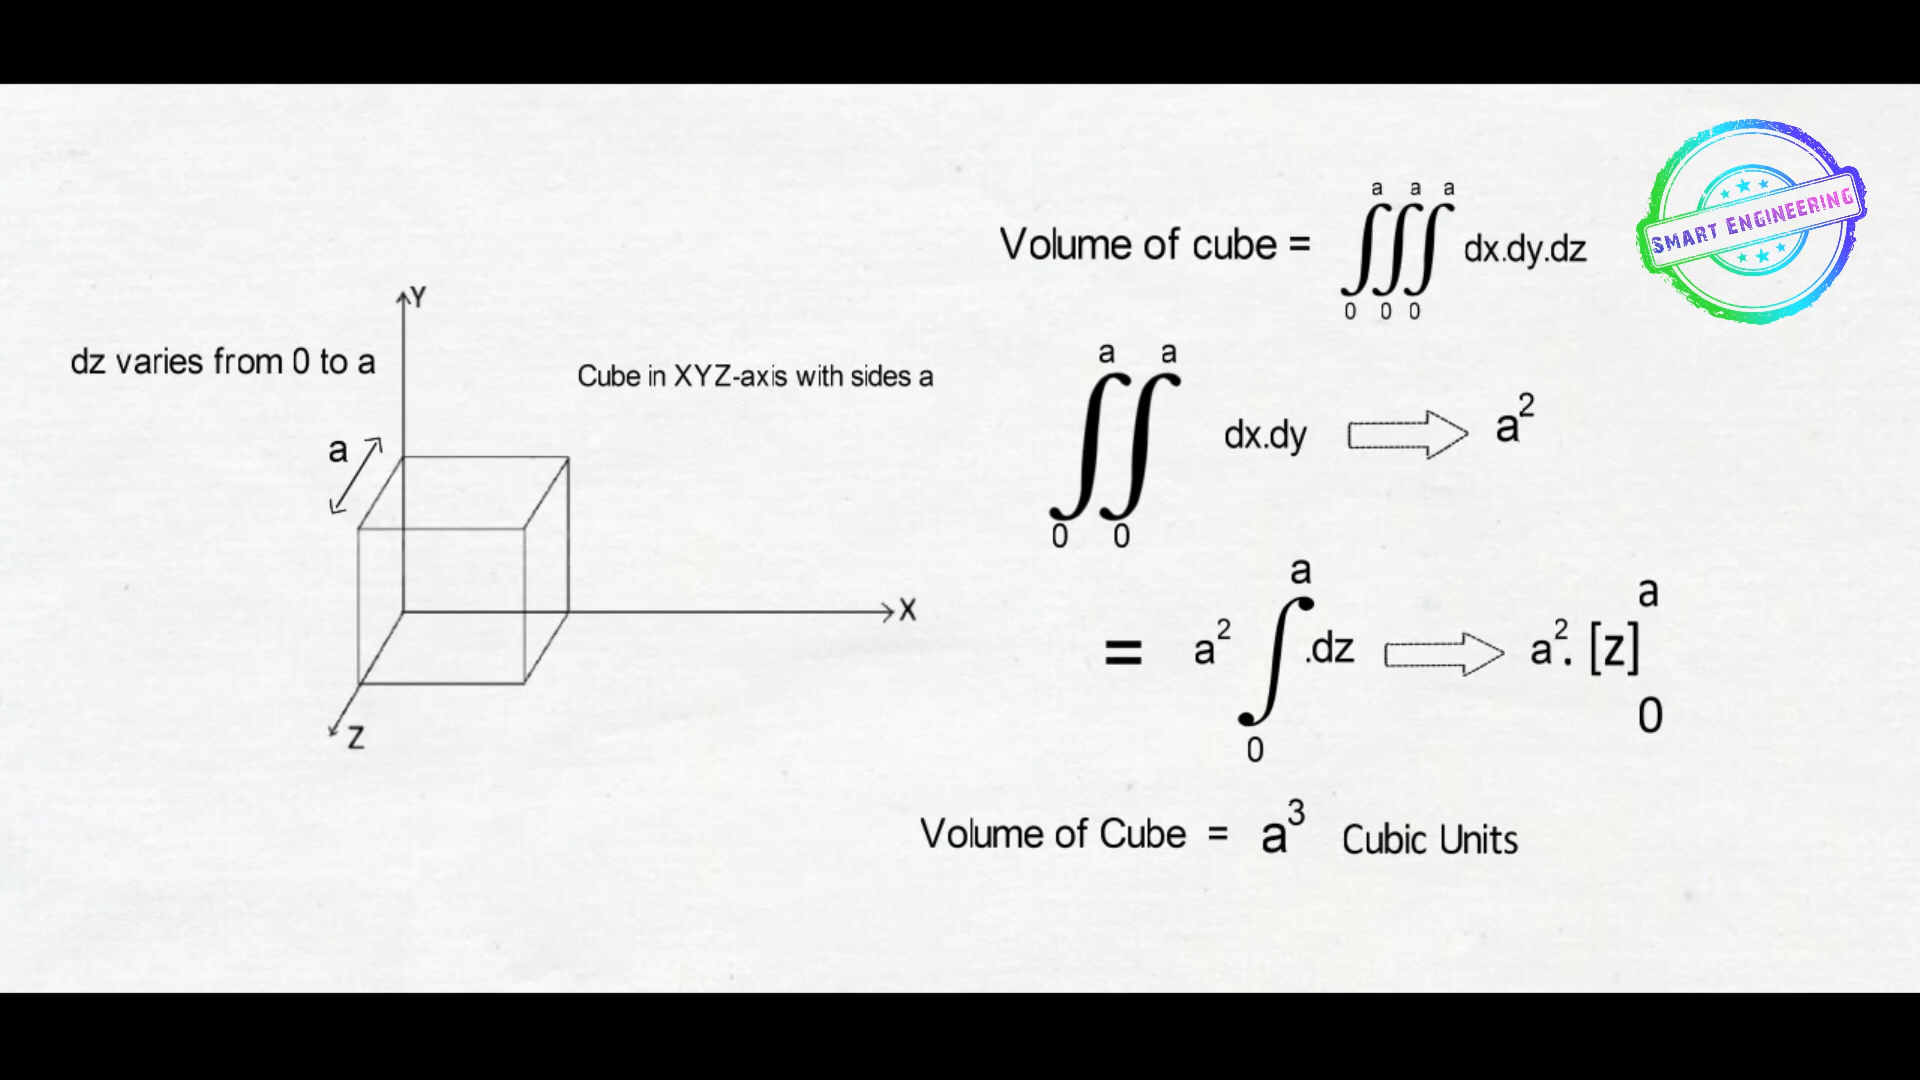 SMART ENGINEERING
Volume of cube = ∫∫∫ dx.dy.dz
a a a
0 0 0
Y
dz varies from 0 to a
Cube in XYZ-axis with sides a
a
X
Z
a a
∫∫ dx.dy ⇒ a²
0 0
a
= a² ∫ .dz ⇒ a². [z]
0
a
0
Volume of Cube = a³ Cubic Units